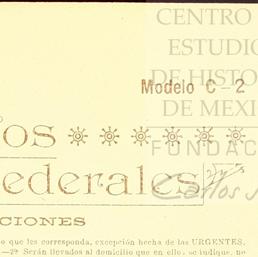 CENTRO
ESTUDIO
DE HISTO
DE MEXI
FUNDAC
Modelo C-2
os
ederales
CIONES
o que les corresponda, excepción hecha de las URGENTES.
—2ª Serán llevados al domicilio que en ellos se indique, no